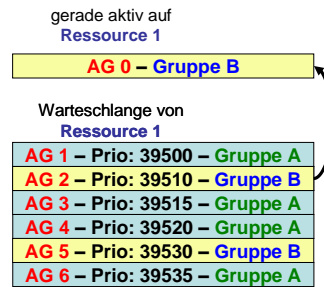 gerade aktiv auf
Ressource 1
AG 0 – Gruppe B
Warteschlange von
Ressource 1
AG 1 – Prio: 39500 – Gruppe A
AG 2 – Prio: 39510 – Gruppe B
AG 3 – Prio: 39515 – Gruppe A
AG 4 – Prio: 39520 – Gruppe A
AG 5 – Prio: 39530 – Gruppe B
AG 6 – Prio: 39535 – Gruppe A